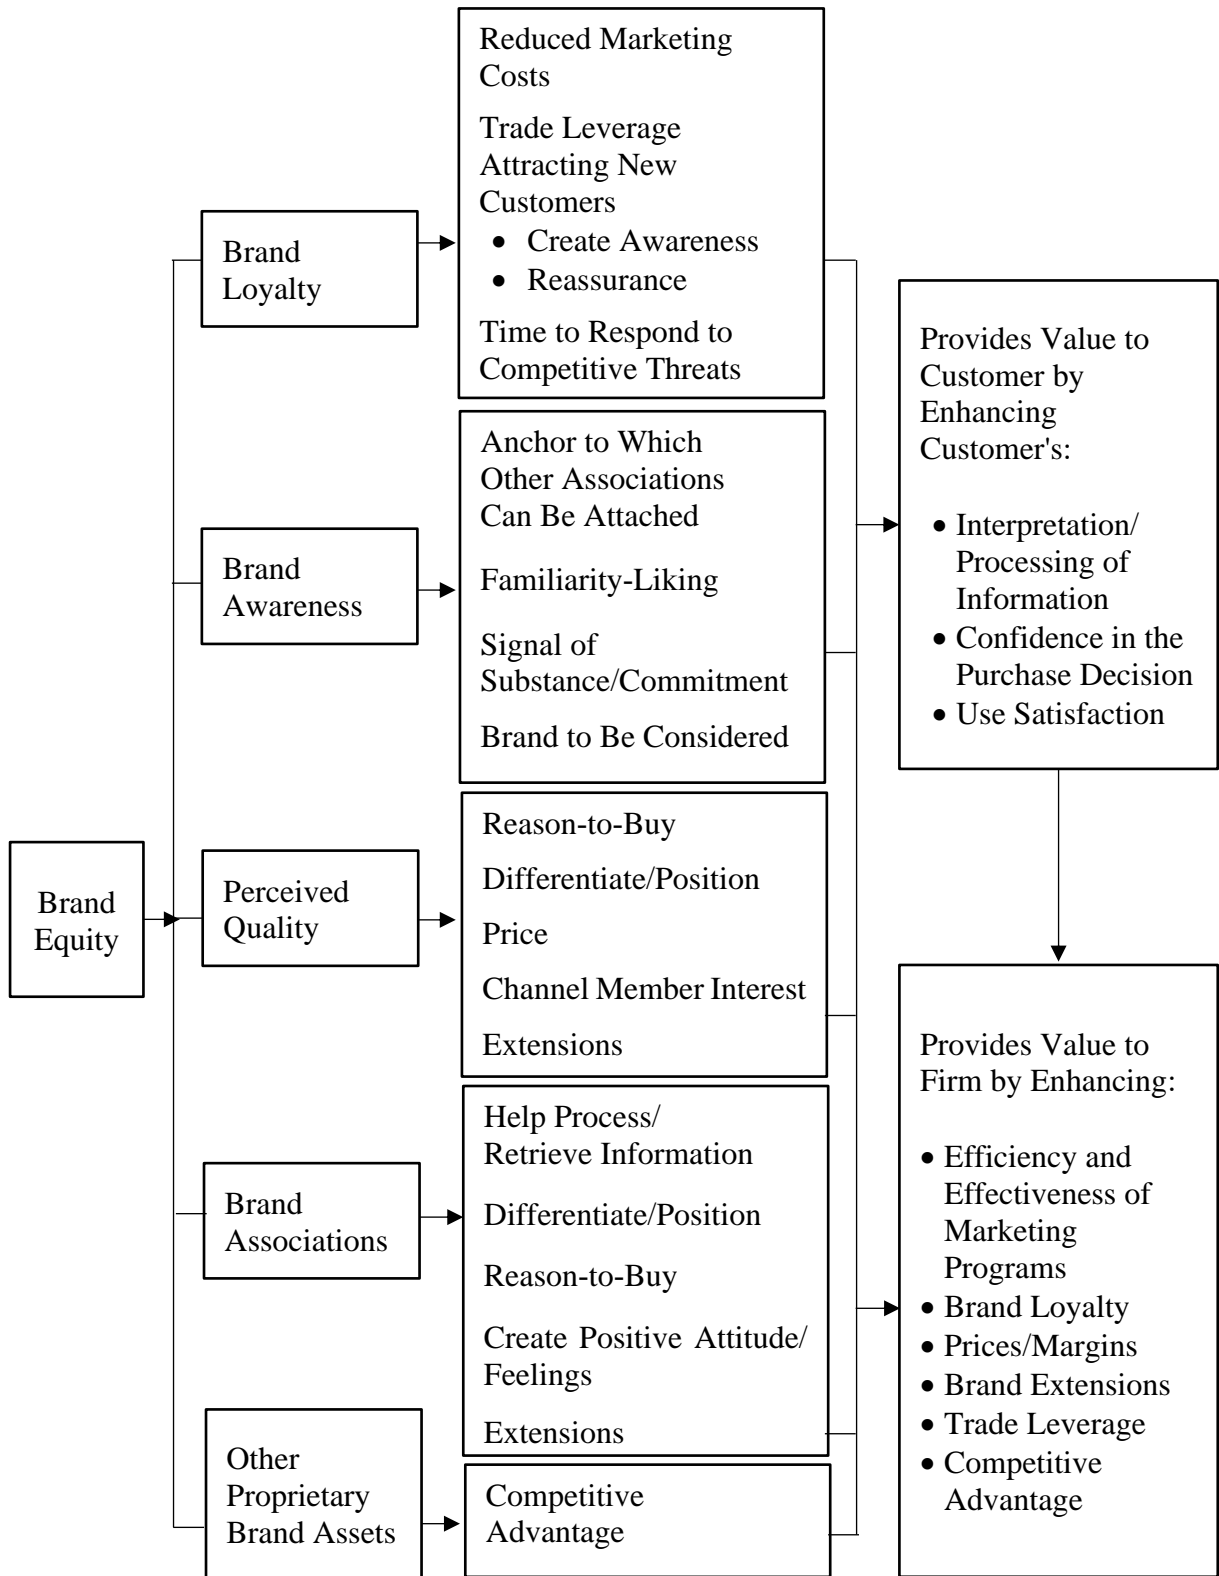 Brand
Equity
Brand
Loyalty
Reduced Marketing
Costs
Trade Leverage
Attracting New
Customers
• Create Awareness
• Reassurance
Time to Respond to
Competitive Threats
Brand
Awareness
Anchor to Which
Other Associations
Can Be Attached
Familiarity-Liking
Signal of
Substance/Commitment
Brand to Be Considered
Perceived
Quality
Reason-to-Buy
Differentiate/Position
Price
Channel Member Interest
Extensions
Brand
Associations
Help Process/
Retrieve Information
Differentiate/Position
Reason-to-Buy
Create Positive Attitude/
Feelings
Extensions
Other
Proprietary
Brand Assets
Competitive
Advantage
Provides Value to
Customer by
Enhancing
Customer's:
• Interpretation/
Processing of
Information
• Confidence in the
Purchase Decision
• Use Satisfaction
Provides Value to
Firm by Enhancing:
• Efficiency and
Effectiveness of
Marketing
Programs
• Brand Loyalty
• Prices/Margins
• Brand Extensions
• Trade Leverage
• Competitive
Advantage